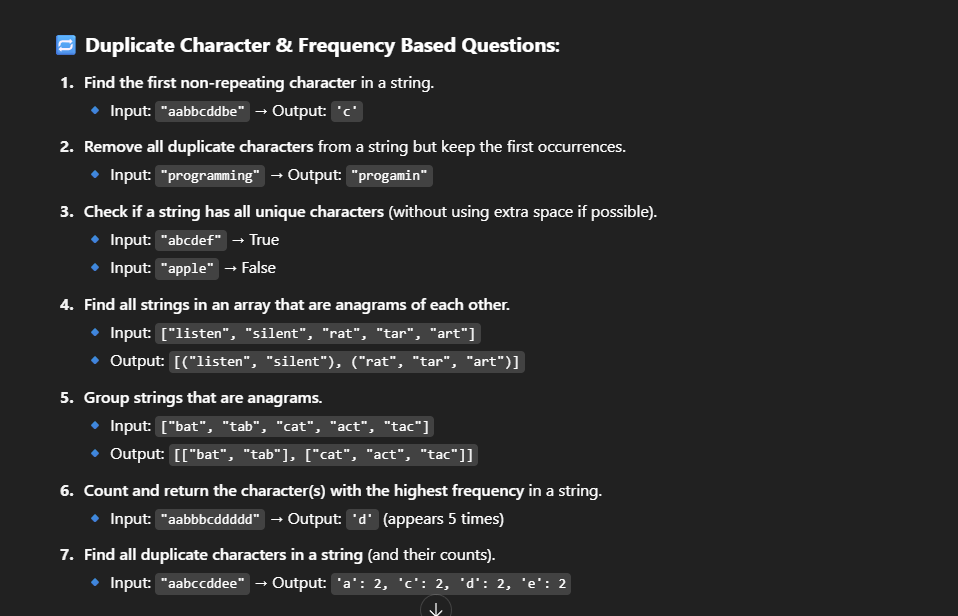 🔁 Duplicate Character & Frequency Based Questions:
1. Find the first non-repeating character in a string.
🔹 Input: "aabbcddbe" → Output: 'c'
2. Remove all duplicate characters from a string but keep the first occurrences.
🔹 Input: "programming" → Output: "progamin"
3. Check if a string has all unique characters (without using extra space if possible).
🔹 Input: "abcdef" → True
🔹 Input: "apple" → False
4. Find all strings in an array that are anagrams of each other.
🔹 Input: ["listen", "silent", "rat", "tar", "art"]
🔹 Output: [("listen", "silent"), ("rat", "tar", "art")]
5. Group strings that are anagrams.
🔹 Input: ["bat", "tab", "cat", "act", "tac"]
🔹 Output: [["bat", "tab"], ["cat", "act", "tac"]]
6. Count and return the character(s) with the highest frequency in a string.
🔹 Input: "aabbbcddddd" → Output: 'd' (appears 5 times)
7. Find all duplicate characters in a string (and their counts).
🔹 Input: "aabccddee" → Output: 'a': 2, 'c': 2, 'd': 2, 'e': 2